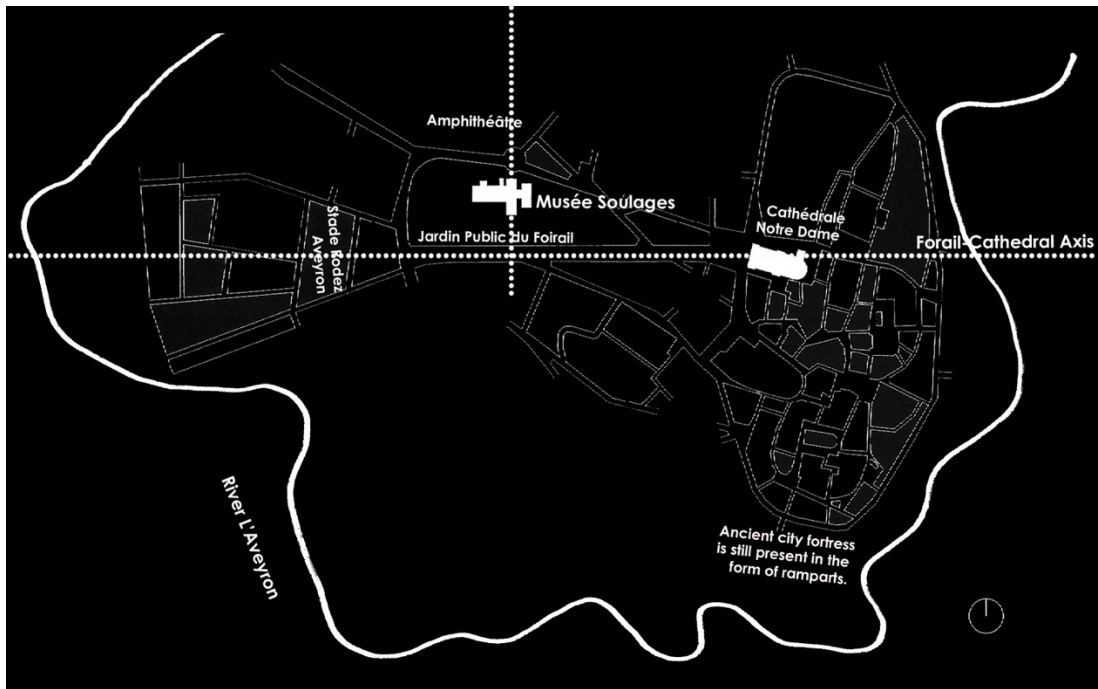 Amphithéâtre
Musée Soulages
Cathédrale
Notre Dame
Jardin Public du Foirail
Forail-Cathedral Axis
Stade Rodez
Aveyron
River L'Aveyron
Ancient city fortress
is still present in the
form of ramparts.